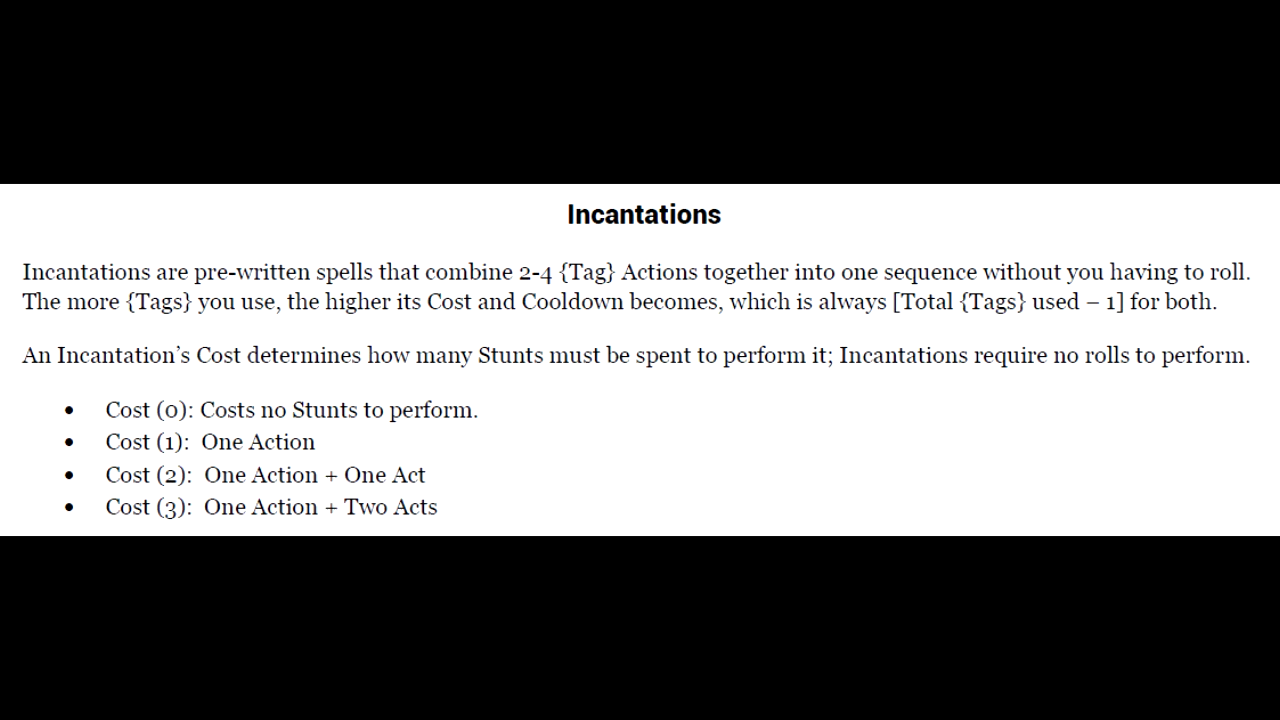 Incantations
Incantations are pre-written spells that combine 2-4 {Tag} Actions together into one sequence without you having to roll.
The more {Tags} you use, the higher its Cost and Cooldown becomes, which is always [Total {Tags} used – 1] for both.
An Incantation’s Cost determines how many Stunts must be spent to perform it; Incantations require no rolls to perform.
• Cost (0): Costs no Stunts to perform.
• Cost (1):  One Action
• Cost (2):  One Action + One Act
• Cost (3):  One Action + Two Acts